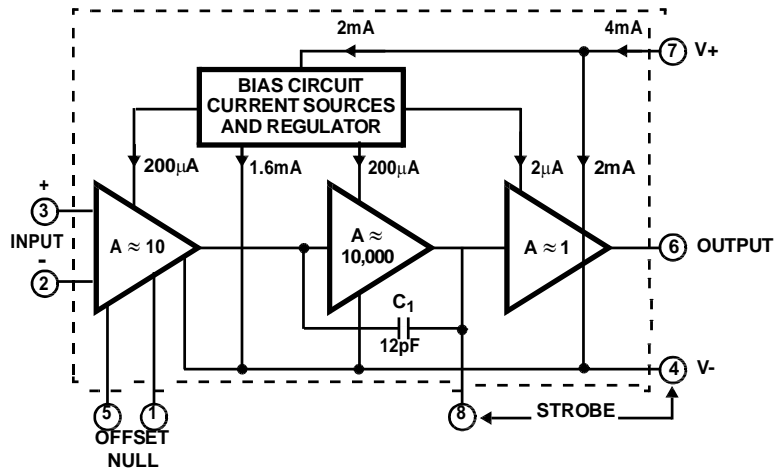 2mA
4mA
7 V+
BIAS CIRCUIT
CURRENT SOURCES
AND REGULATOR
200μA
1.6mA
200μA
2μA
2mA
+
3
INPUT
-
2
A ≈ 10
A ≈
10,000
A ≈ 1
6 OUTPUT
C1
12pF
4 V-
5
1
8
STROBE
OFFSET
NULL